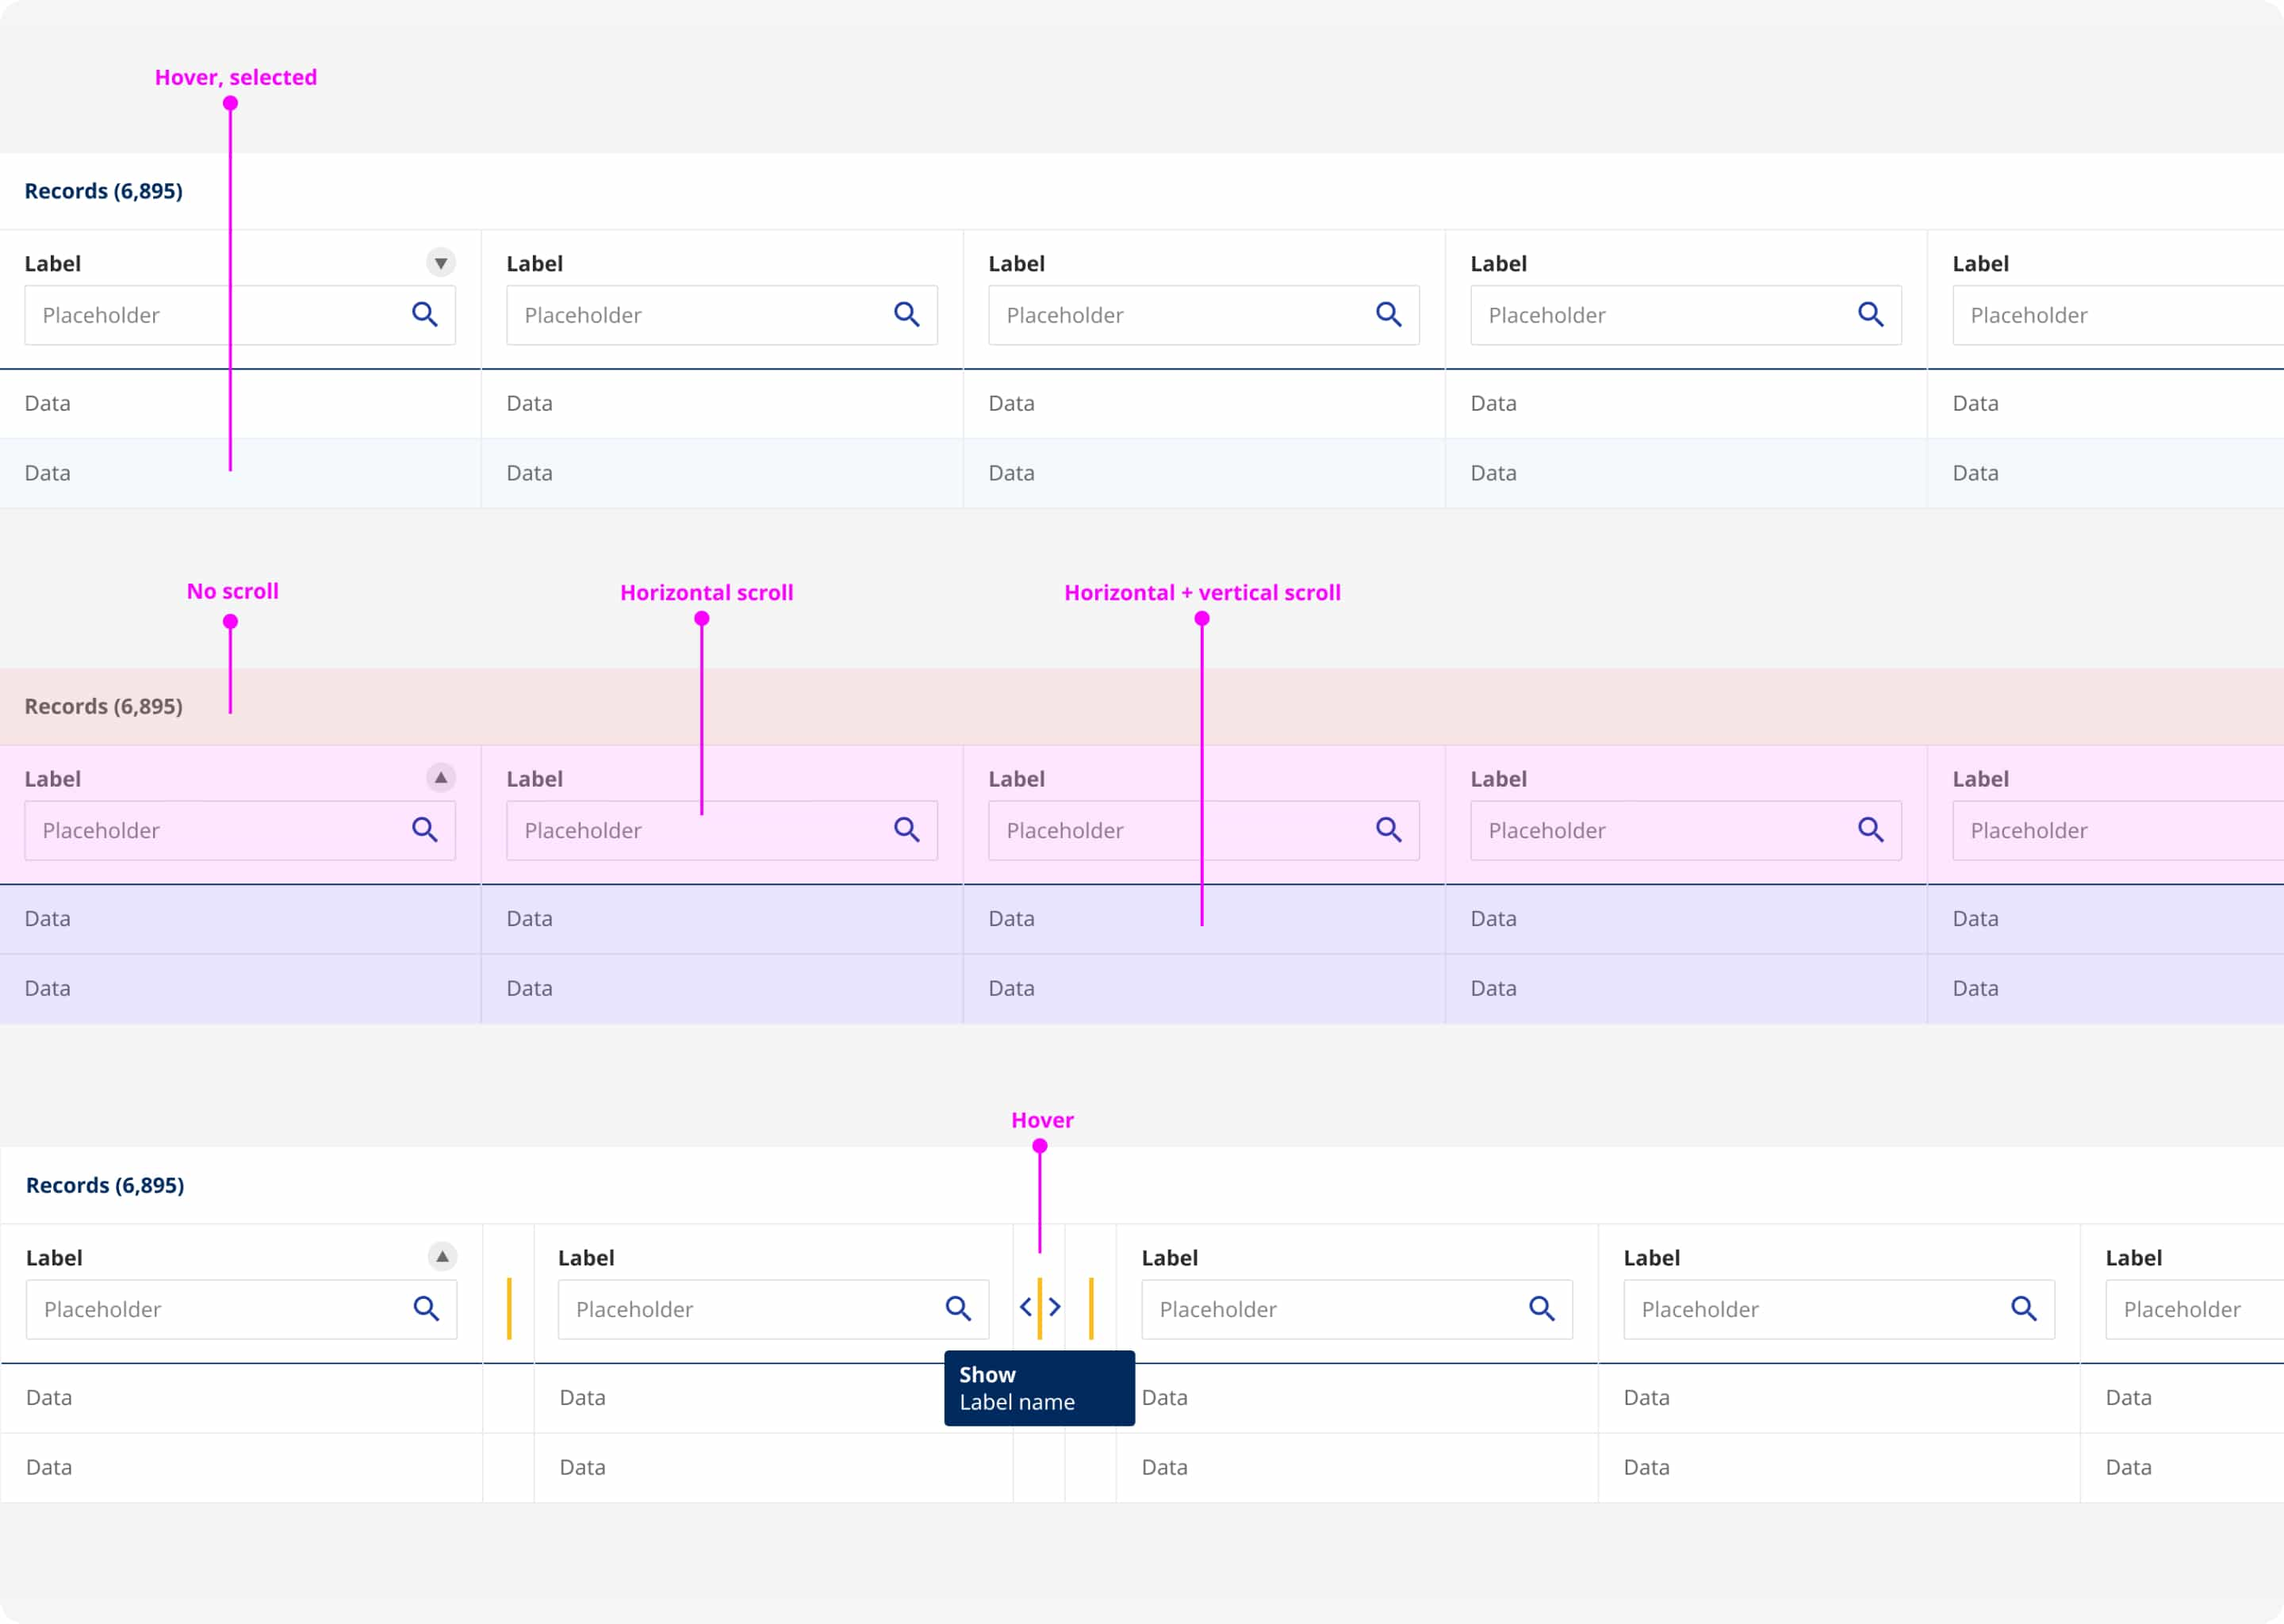 Hover, selected
Records (6,895)
Label Label Label Label Label
Placeholder Placeholder Placeholder Placeholder Placeholder
Data Data Data Data Data
Data Data Data Data Data
No scroll Horizontal scroll Horizontal + vertical scroll
Records (6,895)
Label Label Label Label Label
Placeholder Placeholder Placeholder Placeholder Placeholder
Data Data Data Data Data
Data Data Data Data Data
Hover
Records (6,895)
Label Label Label Label Label
Placeholder Placeholder Placeholder Placeholder Placeholder
Show
Label name
Data Data Data Data Data
Data Data Data Data Data